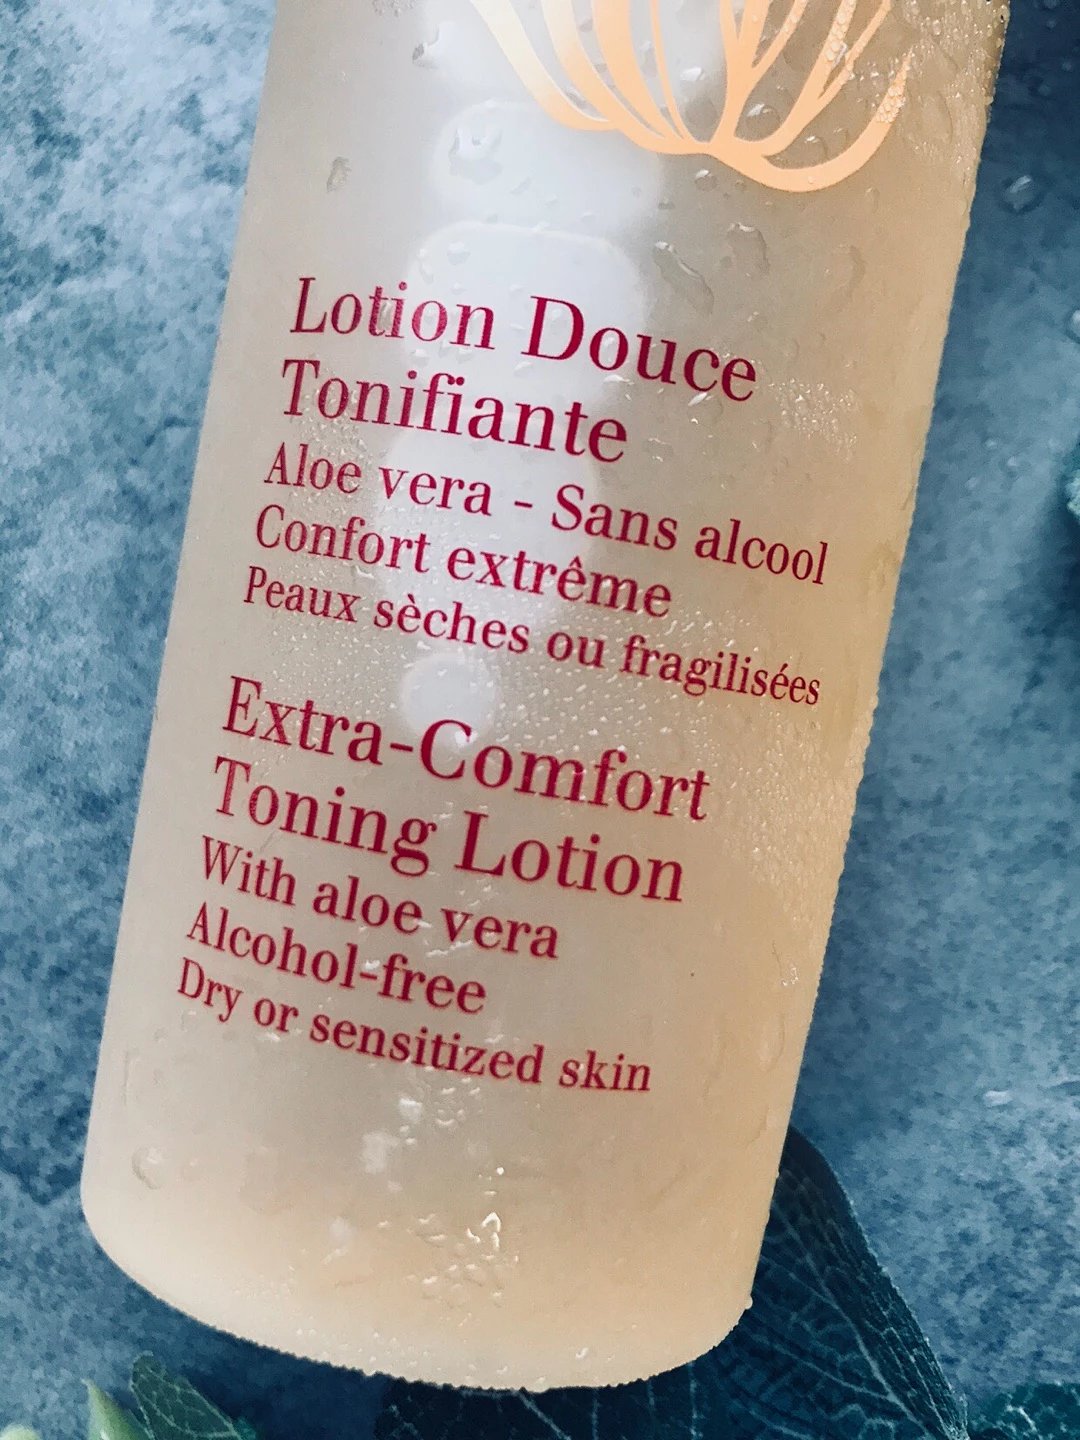 Lotion Douce
Tonifiante
Aloe vera - Sans alcool
Confort extrême
Peaux sèches ou fragilisées
Extra-Comfort
Toning Lotion
With aloe vera
Alcohol-free
Dry or sensitized skin